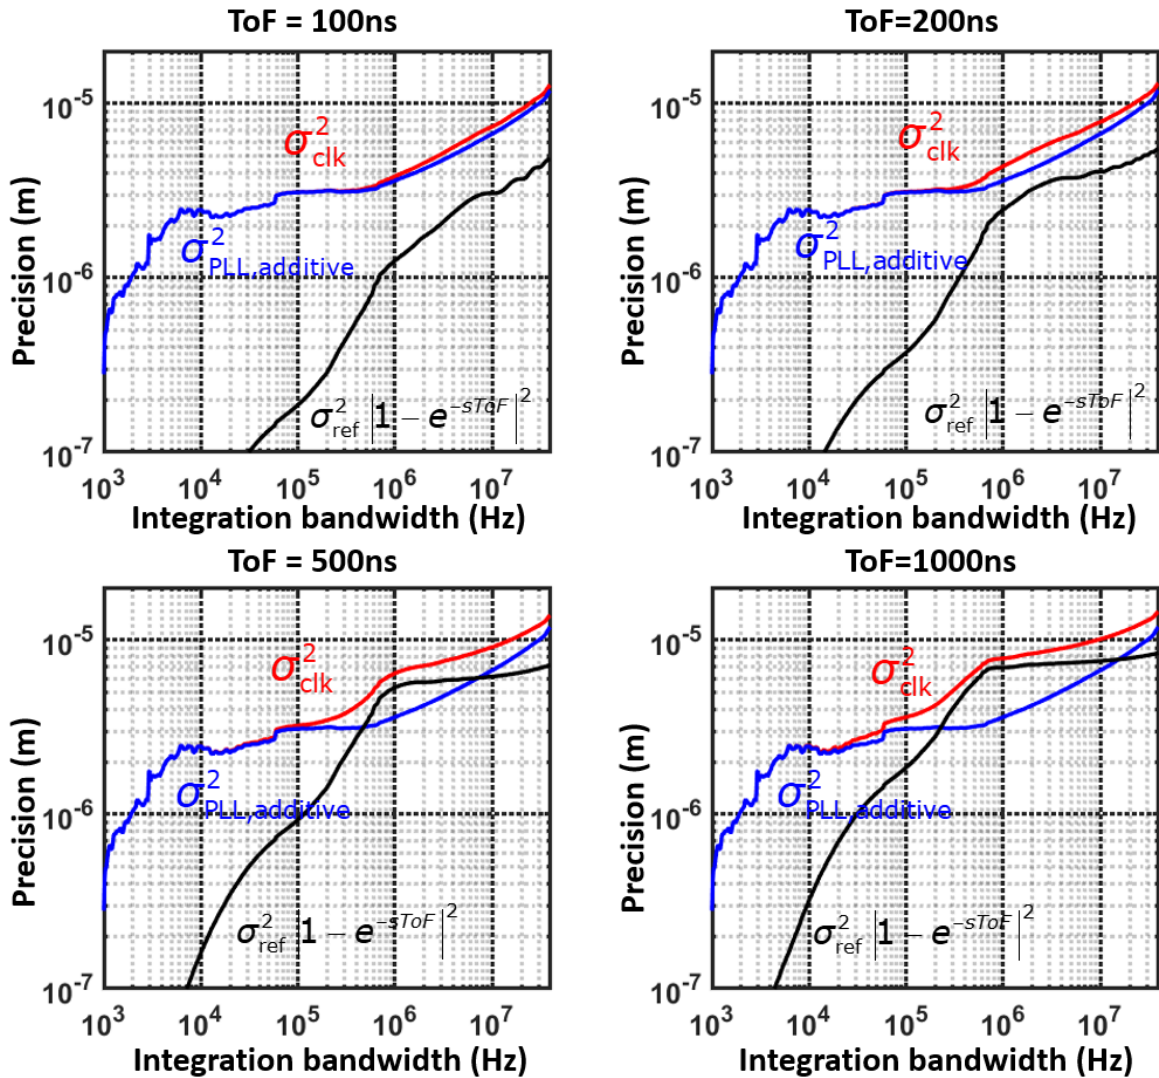 ToF = 100ns
10⁻⁵
10⁻⁶
10⁻⁷
Precision (m)
σ²clk
σ²PLL,additive
σ²ref |1 − e^-sToF|²
10³ 10⁴ 10⁵ 10⁶ 10⁷
Integration bandwidth (Hz)
ToF=200ns
10⁻⁵
10⁻⁶
10⁻⁷
Precision (m)
σ²clk
σ²PLL,additive
σ²ref |1 − e^-sToF|²
10³ 10⁴ 10⁵ 10⁶ 10⁷
Integration bandwidth (Hz)
ToF = 500ns
10⁻⁵
10⁻⁶
10⁻⁷
Precision (m)
σ²clk
σ²PLL,additive
σ²ref |1 − e^-sToF|²
10³ 10⁴ 10⁵ 10⁶ 10⁷
Integration bandwidth (Hz)
ToF=1000ns
10⁻⁵
10⁻⁶
10⁻⁷
Precision (m)
σ²clk
σ²PLL,additive
σ²ref |1 − e^-sToF|²
10³ 10⁴ 10⁵ 10⁶ 10⁷
Integration bandwidth (Hz)